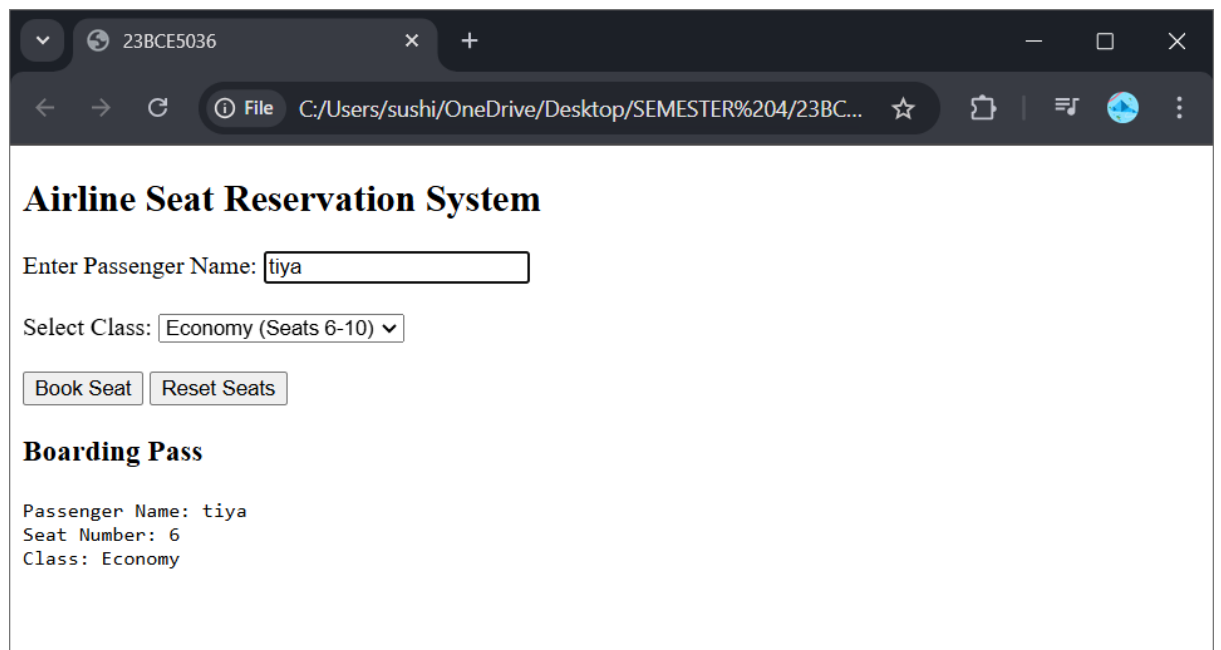 23BCE5036
File C:/Users/sushi/OneDrive/Desktop/SEMESTER%204/23BC...
Airline Seat Reservation System
Enter Passenger Name: tiya
Select Class: Economy (Seats 6-10)
Book Seat Reset Seats
Boarding Pass
Passenger Name: tiya
Seat Number: 6
Class: Economy